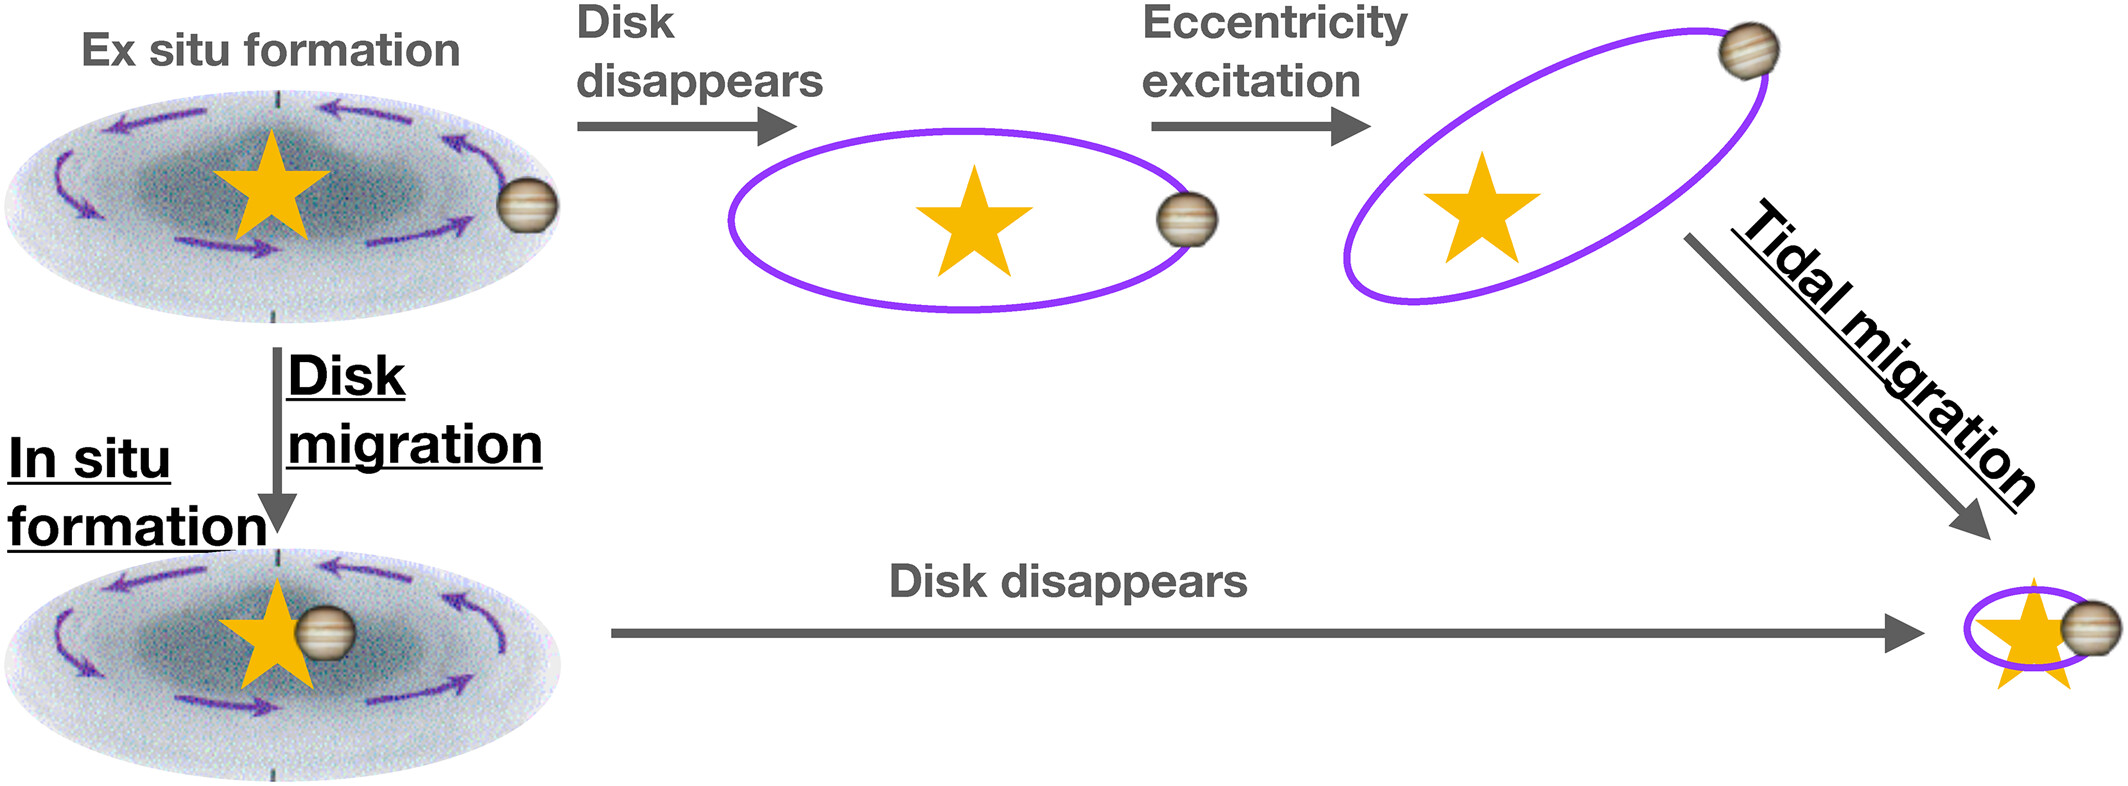 Ex situ formation
Disk
disappears
Eccentricity
excitation
Tidal migration
Disk
migration
In situ
formation
Disk disappears